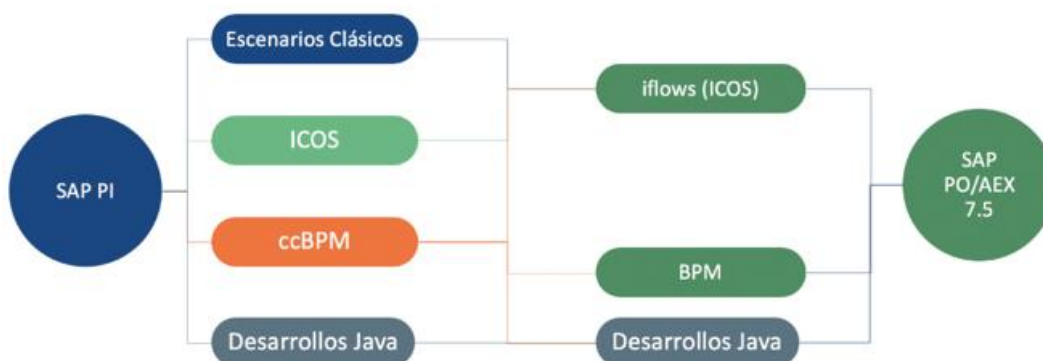 Escenarios Clásicos
iflows (ICOS)
ICOS
SAP PI
SAP
PO/AEX
7.5
ccBPM
BPM
Desarrollos Java
Desarrollos Java